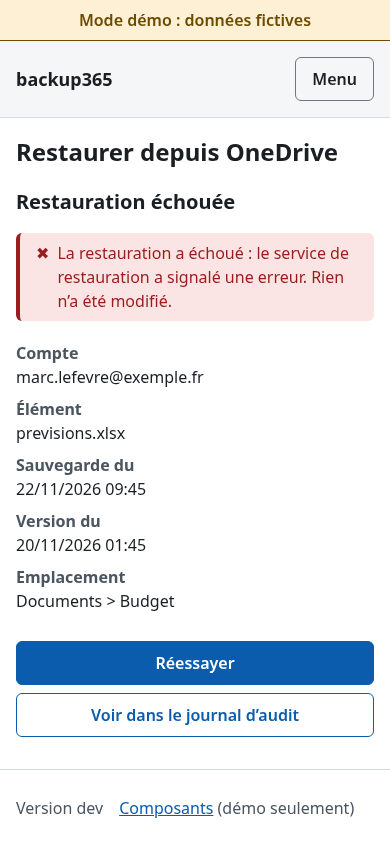 Mode démo : données fictives
backup365
Menu
Restaurer depuis OneDrive
Restauration échouée
✖ La restauration a échoué : le service de
restauration a signalé une erreur. Rien
n’a été modifié.
Compte
marc.lefevre@exemple.fr
Élément
previsions.xlsx
Sauvegarde du
22/11/2026 09:45
Version du
20/11/2026 01:45
Emplacement
Documents > Budget
Réessayer
Voir dans le journal d’audit
Version dev Composants (démo seulement)